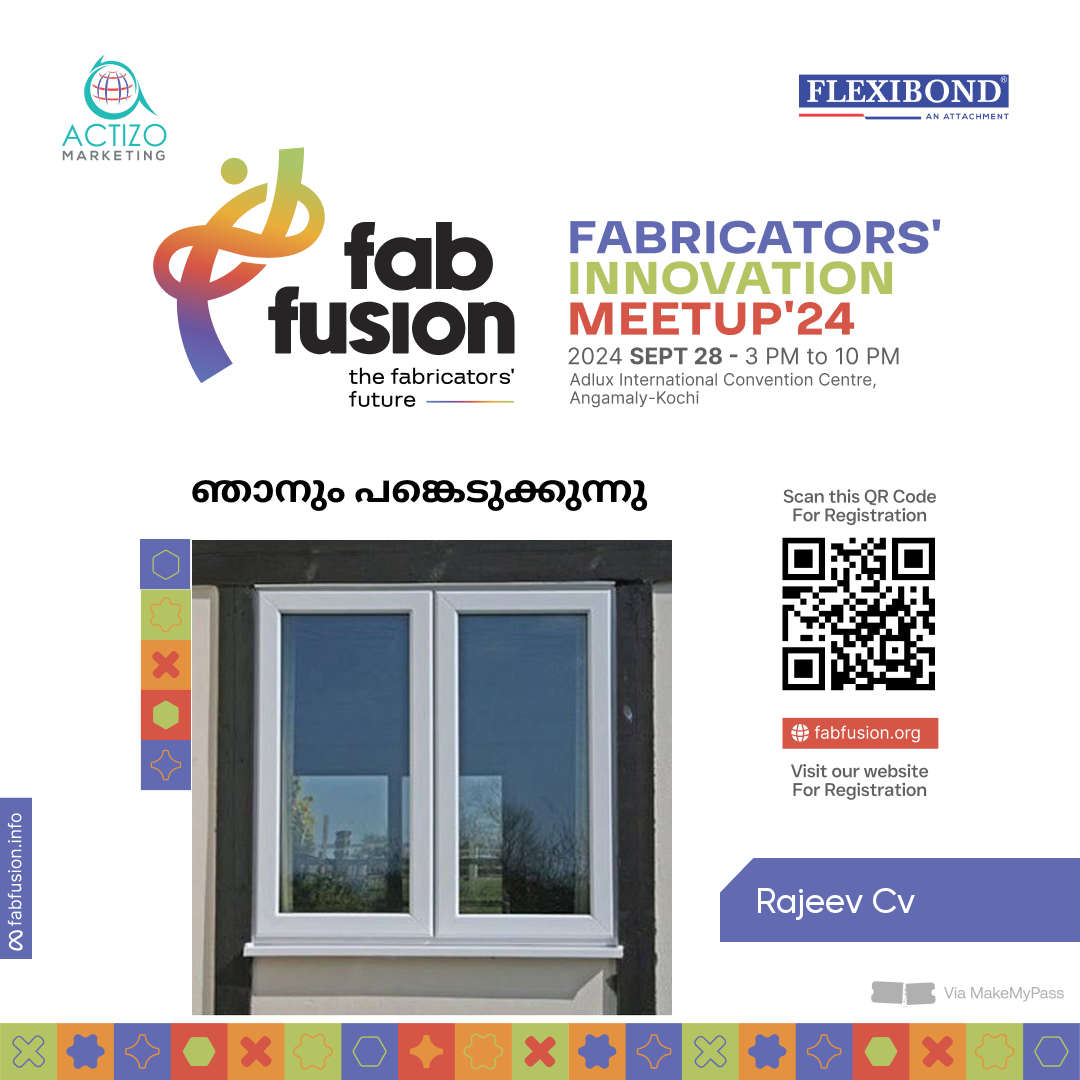 ACTIZO
MARKETING
FLEXIBOND®
AN ATTACHMENT
fab
fusion
the fabricators'
future
FABRICATORS'
INNOVATION
MEETUP'24
2024 SEPT 28 - 3 PM to 10 PM
Adlux International Convention Centre,
Angamaly-Kochi
ഞാനും പങ്കെടുക്കുന്നു
Scan this QR Code
For Registration
fabfusion.org
Visit our website
For Registration
fabfusion.info
Rajeev Cv
Via MakeMyPass